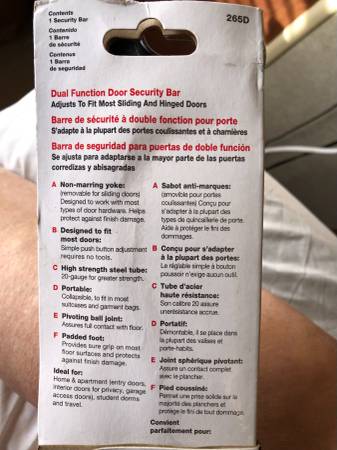 Contents
1 Security Bar
Contenido
1 Barre
de sécurité
Contenus
1 Barra
de seguridad
265D
Dual Function Door Security Bar
Adjusts To Fit Most Sliding And Hinged Doors
Barre de sécurité à double fonction pour porte
S'adapte à la plupart des portes coulissantes et à charnières
Barra de seguridad para puertas de doble función
Se ajusta para adaptarse a la mayor parte de las puertas
corredizas y abisagradas
A Non-marring yoke:
(removable for sliding doors)
Designed to work with most
types of door hardware. Helps
protect against finish damage.
B Designed to fit
most doors:
Simple push button adjustment
requires no tools.
C High strength steel tube:
20-gauge for greater strength.
D Portable:
Collapsible, to fit in most
suitcases and garment bags.
E Pivoting ball joint:
Assures full contact with floor.
F Padded foot:
Provides sure grip on most
floor surfaces and protects
against finish damage.
Ideal for:
Home & apartment (entry doors,
interior doors for privacy, garage
access doors), student dorms
and travel.
A Sabot anti-marques:
(amovible pour portes
coulissantes) Conçu pour
s'adapter à la plupart des
types de quincaillerie de porte.
Aide à protéger le fini des
dommages.
B Conçu pour s'adapter
à la plupart des portes:
Le réglable simple à bouton
poussoir n'exige aucun outil.
C Tube d'acier
haute résistance:
Son calibre 20 assure
unerésistance accrue.
D Portatif:
Démontable, il se place
dans la plupart des valises et
porte-habits.
E Joint sphérique pivotant:
Assure un contact complet
avec le plancher.
F Pied coussiné:
Permet une prise solide sur la
majorité des planchers et
protège le fini de tout dommage.
Convient
parfaitement pour: